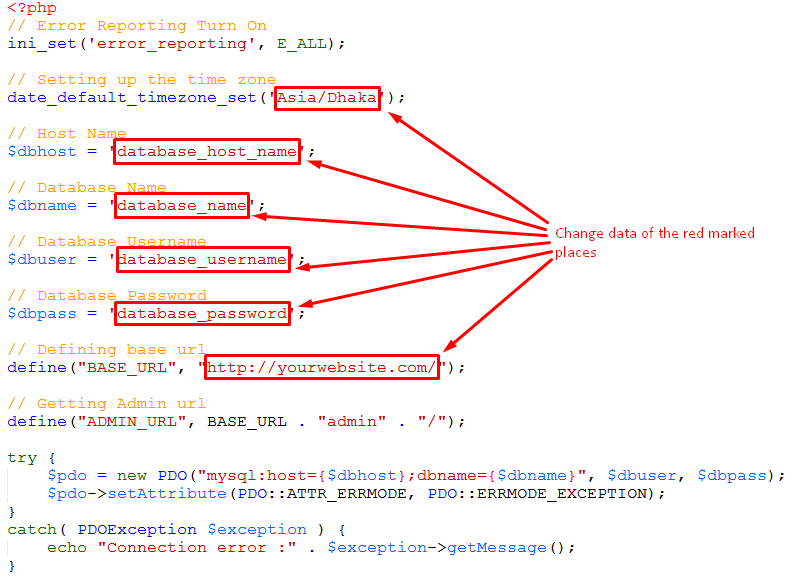 <?php
// Error Reporting Turn On
ini_set('error_reporting', E_ALL);
// Setting up the time zone
date_default_timezone_set('Asia/Dhaka');
// Host Name
$dbhost = 'database_host_name';
// Database Name
$dbname = 'database_name';
// Database Username
$dbuser = 'database_username';
Change data of the red marked
places
// Database Password
$dbpass = 'database_password';
// Defining base url
define("BASE_URL", "http://yourwebsite.com/");
// Getting Admin url
define("ADMIN_URL", BASE_URL . "admin" . "/");
try {
$pdo = new PDO("mysql:host={$dbhost};dbname={$dbname}", $dbuser, $dbpass);
$pdo->setAttribute(PDO::ATTR_ERRMODE, PDO::ERRMODE_EXCEPTION);
}
catch( PDOException $exception ) {
echo "Connection error :" . $exception->getMessage();
}